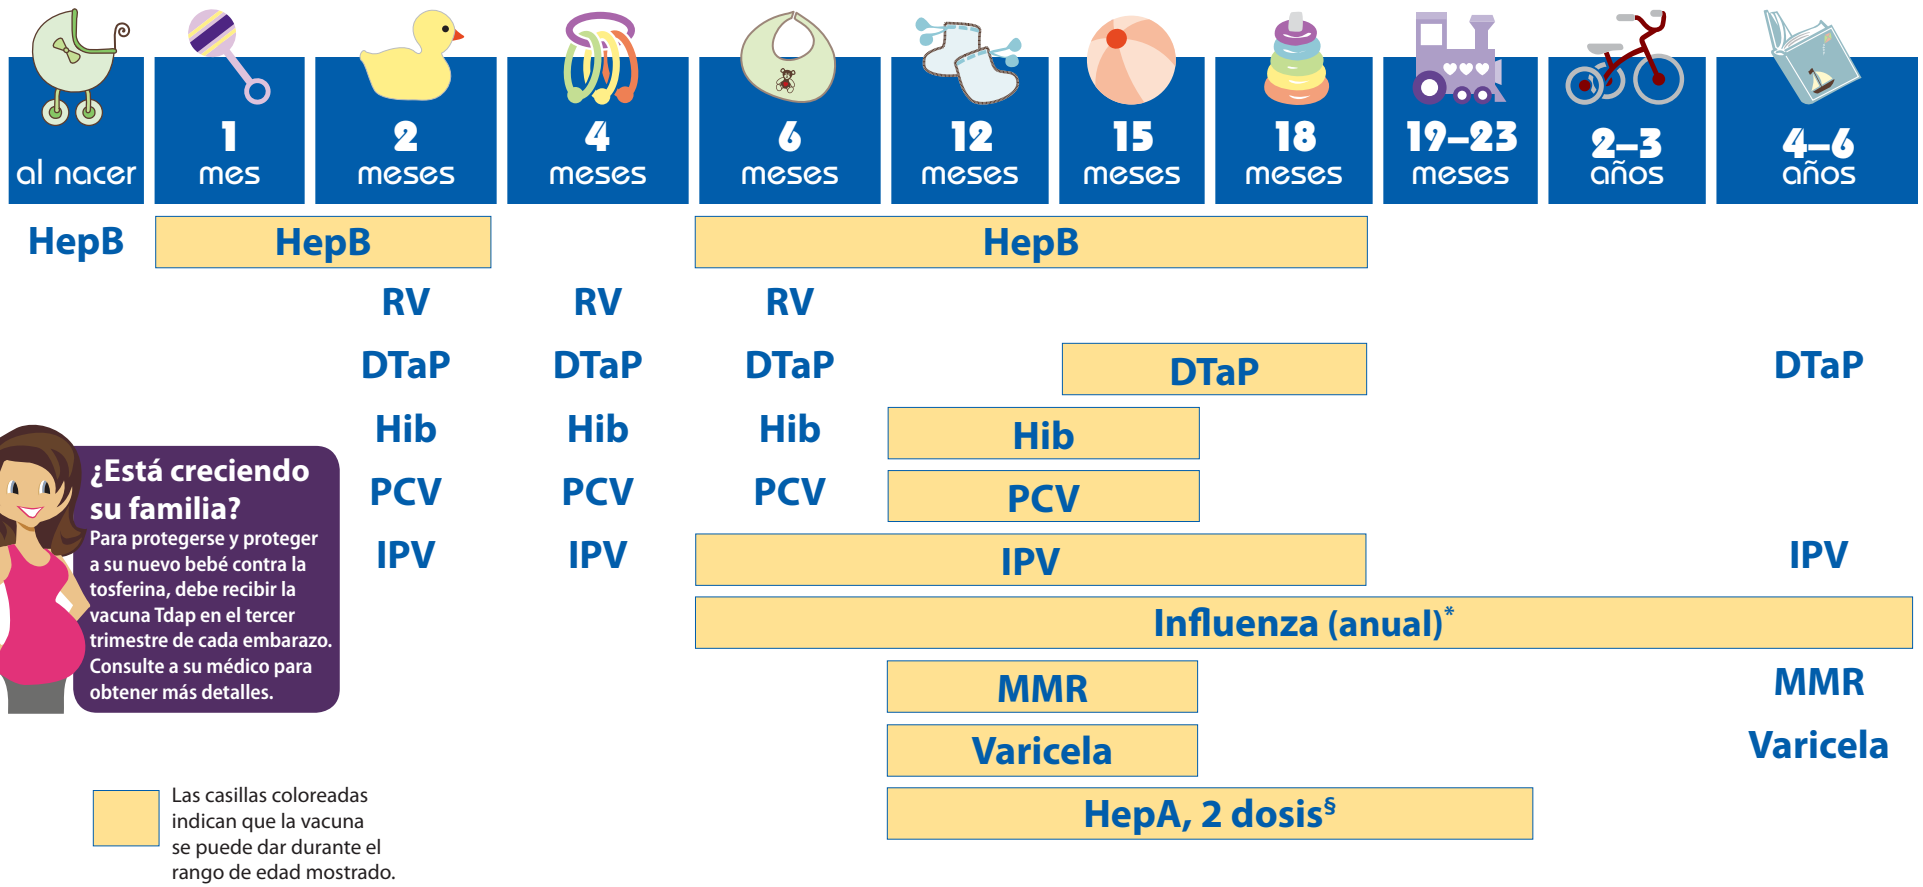 al nacer
1
mes
2
meses
4
meses
6
meses
12
meses
15
meses
18
meses
19–23
meses
2–3
años
4–6
años
HepB HepB HepB
RV RV RV
DTaP DTaP DTaP DTaP DTaP
Hib Hib Hib Hib
PCV PCV PCV PCV
IPV IPV IPV IPV
Influenza (anual)*
MMR MMR
Varicela Varicela
HepA, 2 dosis§
¿Está creciendo
su familia?
Para protegerse y proteger
a su nuevo bebé contra la
tosferina, debe recibir la
vacuna Tdap en el tercer
trimestre de cada embarazo.
Consulte a su médico para
obtener más detalles.
Las casillas coloreadas
indican que la vacuna
se puede dar durante el
rango de edad mostrado.